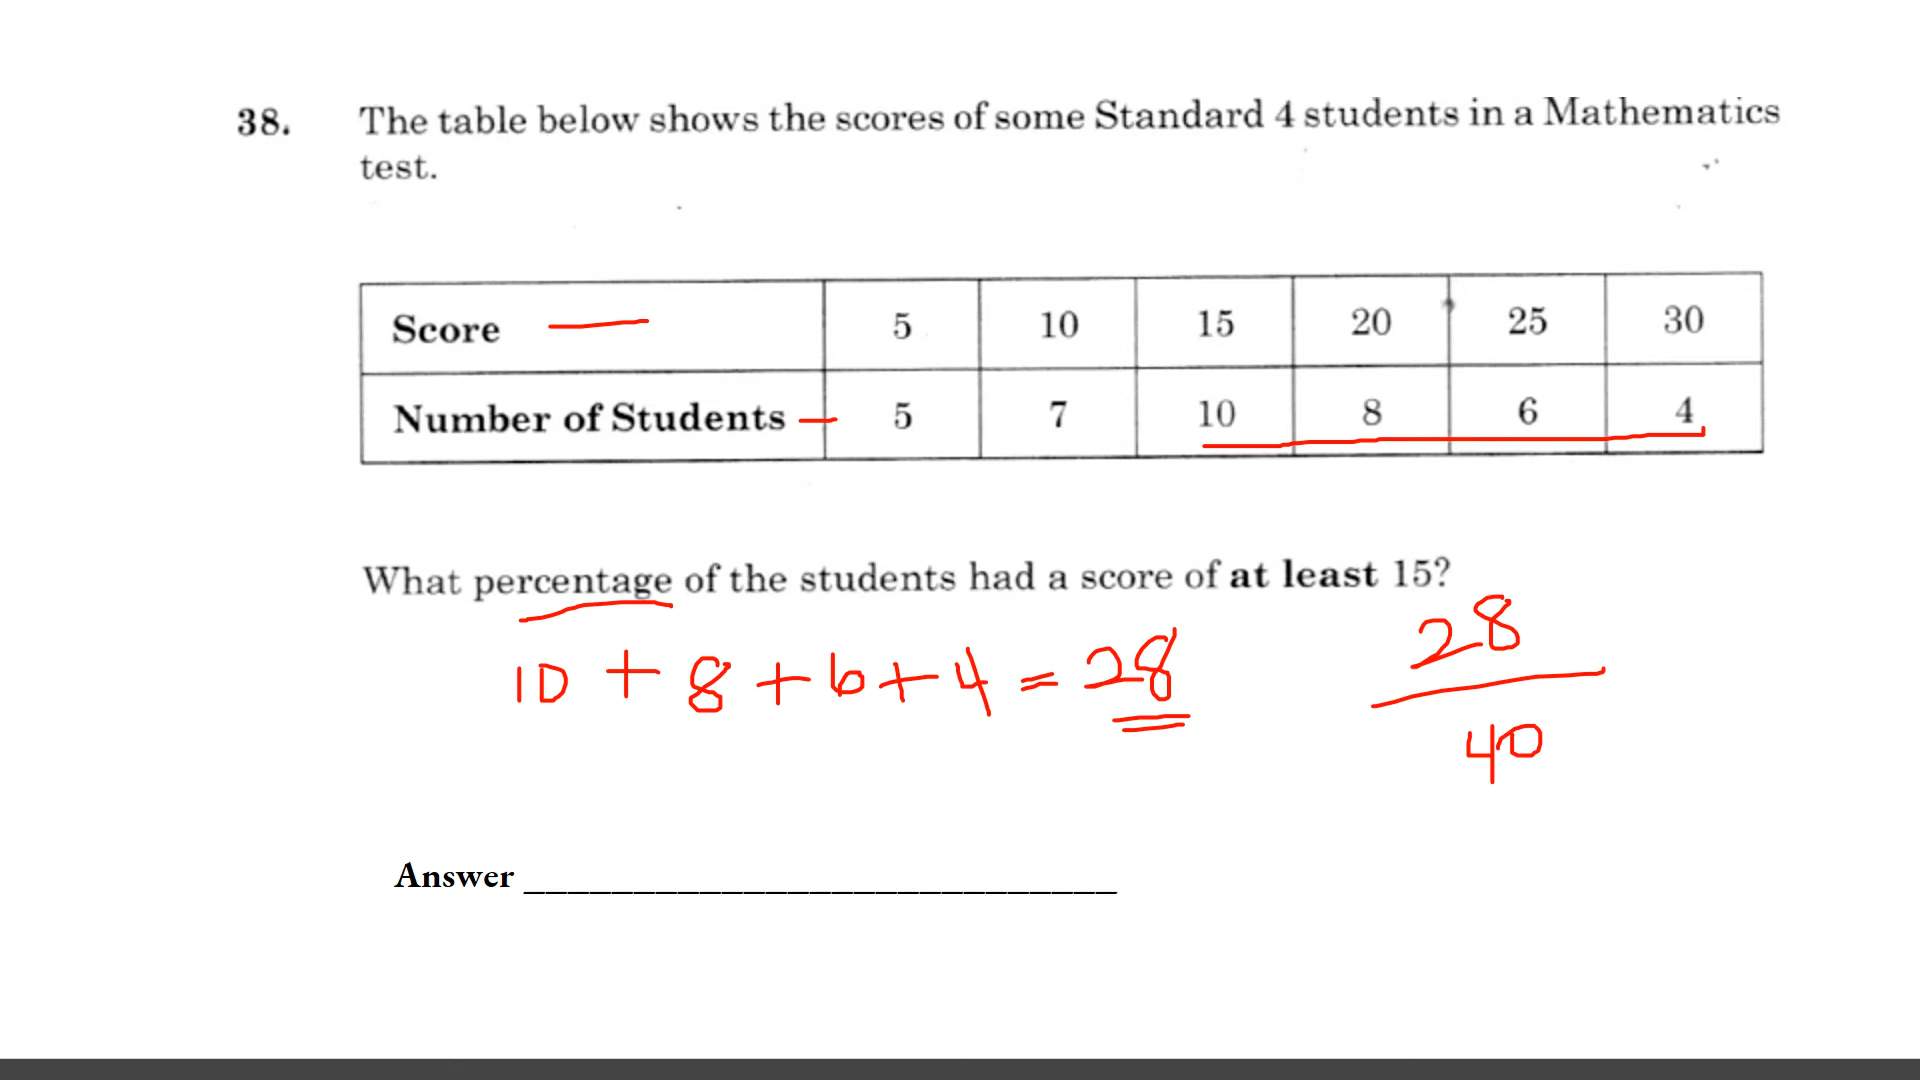 38. The table below shows the scores of some Standard 4 students in a Mathematics
test.
Score 5 10 15 20 25 30
Number of Students 5 7 10 8 6 4
What percentage of the students had a score of at least 15?
10 + 8 + 6 + 4 = 28
28
40
Answer ___________________________